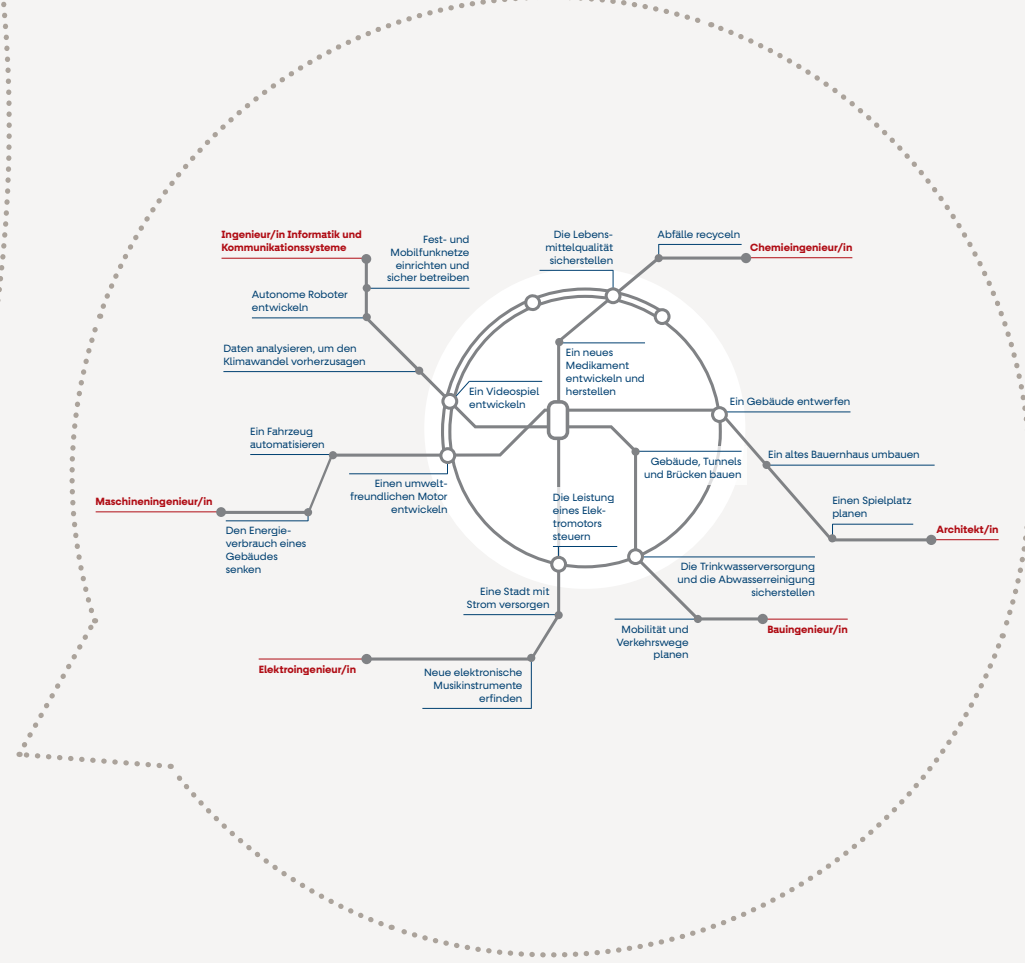 Ingenieur/in Informatik und
Kommunikationssysteme
Fest- und
Mobilfunknetze
einrichten und
sicher betreiben
Autonome Roboter
entwickeln
Daten analysieren, um den
Klimawandel vorherzusagen
Ein Videospiel
entwickeln
Die Lebens-
mittelqualität
sicherstellen
Abfälle recyceln
Chemieingenieur/in
Ein neues
Medikament
entwickeln und
herstellen
Ein Gebäude entwerfen
Ein altes Bauernhaus umbauen
Einen Spielplatz
planen
Architekt/in
Ein Fahrzeug
automatisieren
Einen umwelt-
freundlichen Motor
entwickeln
Maschineningenieur/in
Den Energie-
verbrauch eines
Gebäudes
senken
Gebäude, Tunnels
und Brücken bauen
Die Leistung
eines Elek-
tromotors
steuern
Die Trinkwasserversorgung
und die Abwasserreinigung
sicherstellen
Mobilität und
Verkehrswege
planen
Bauingenieur/in
Eine Stadt mit
Strom versorgen
Elektroingenieur/in
Neue elektronische
Musikinstrumente
erfinden